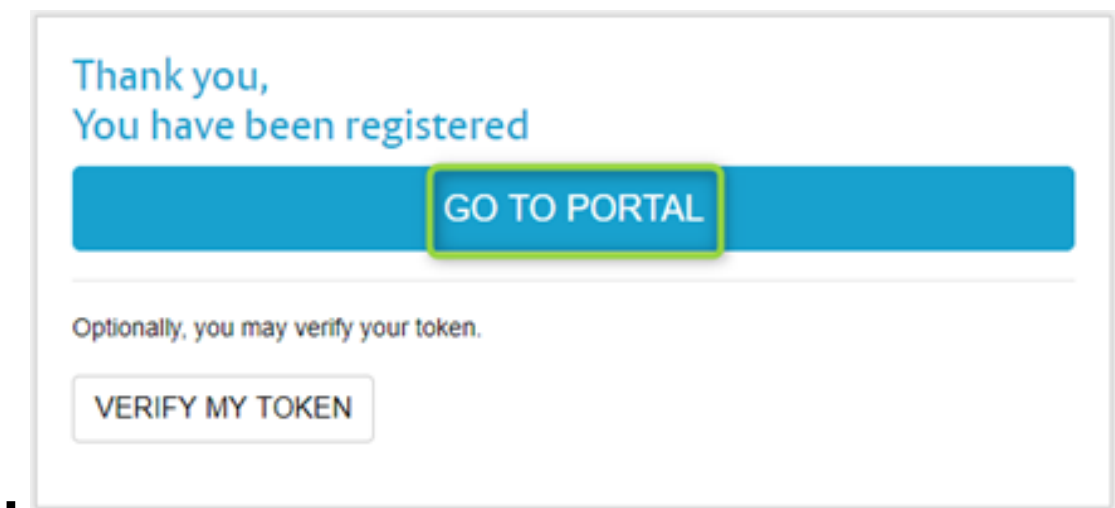 Thank you,
You have been registered
GO TO PORTAL
Optionally, you may verify your token.
VERIFY MY TOKEN